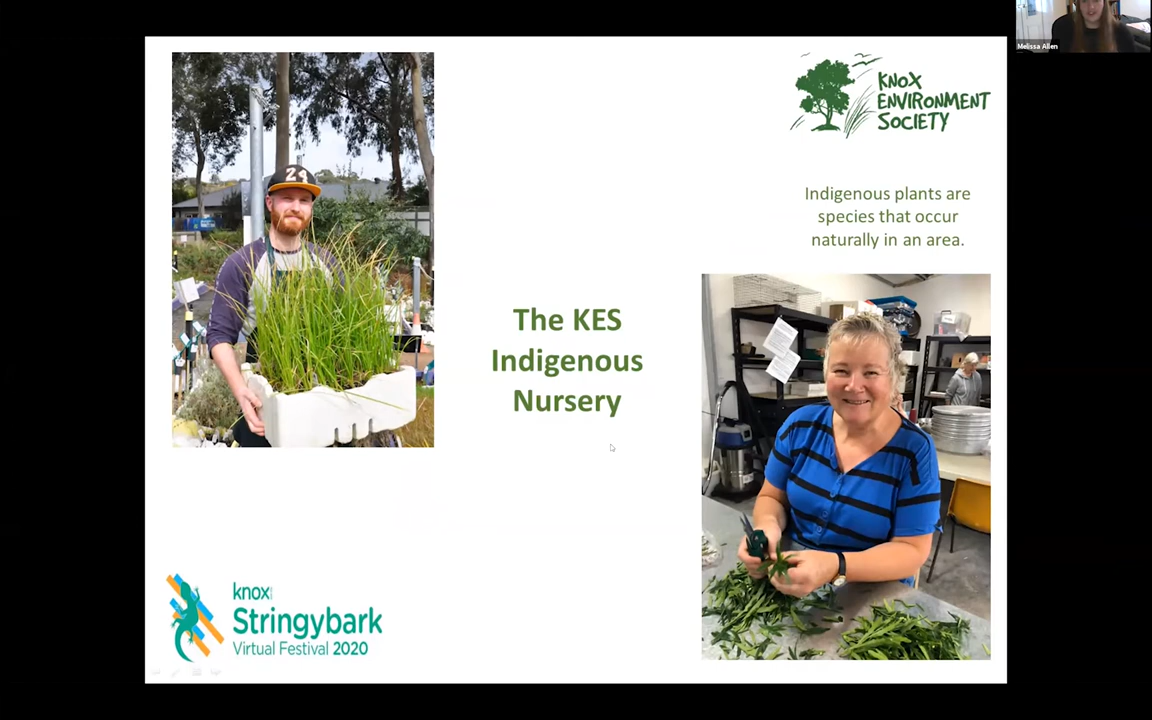 Melissa Allen
24
KNOX
ENVIRONMENT
SOCIETY
Indigenous plants are
species that occur
naturally in an area.
The KES
Indigenous
Nursery
knox
Stringybark
Virtual Festival 2020